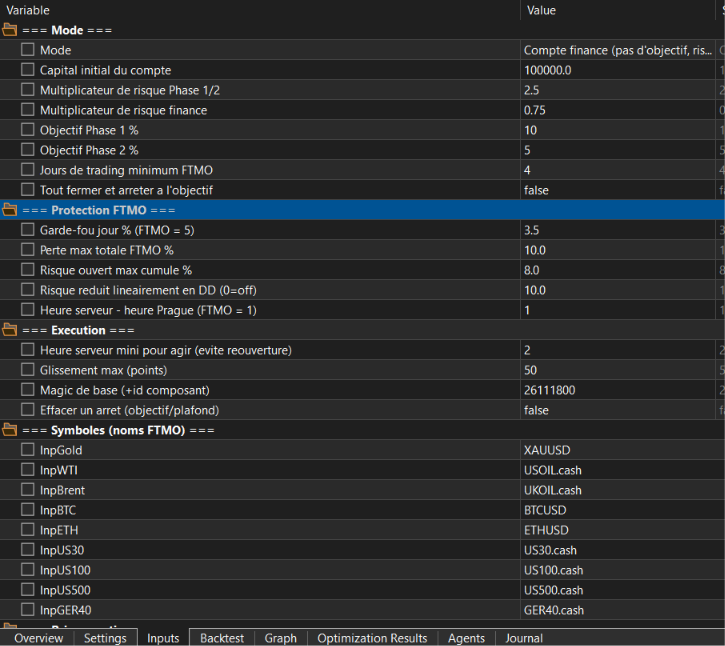 Variable Value
=== Mode ===
Mode Compte finance (pas d'objectif, ris...
Capital initial du compte 100000.0
Multiplicateur de risque Phase 1/2 2.5
Multiplicateur de risque finance 0.75
Objectif Phase 1 % 10
Objectif Phase 2 % 5
Jours de trading minimum FTMO 4
Tout fermer et arreter a l'objectif false
=== Protection FTMO ===
Garde-fou jour % (FTMO = 5) 3.5
Perte max totale FTMO % 10.0
Risque ouvert max cumule % 8.0
Risque reduit lineairement en DD (0=off) 10.0
Heure serveur - heure Prague (FTMO = 1) 1
=== Execution ===
Heure serveur mini pour agir (evite reouverture) 2
Glissement max (points) 50
Magic de base (+id composant) 26111800
Effacer un arret (objectif/plafond) false
=== Symboles (noms FTMO) ===
InpGold XAUUSD
InpWTI USOIL.cash
InpBrent UKOIL.cash
InpBTC BTCUSD
InpETH ETHUSD
InpUS30 US30.cash
InpUS100 US100.cash
InpUS500 US500.cash
InpGER40 GER40.cash
Overview Settings Inputs Backtest Graph Optimization Results Agents Journal